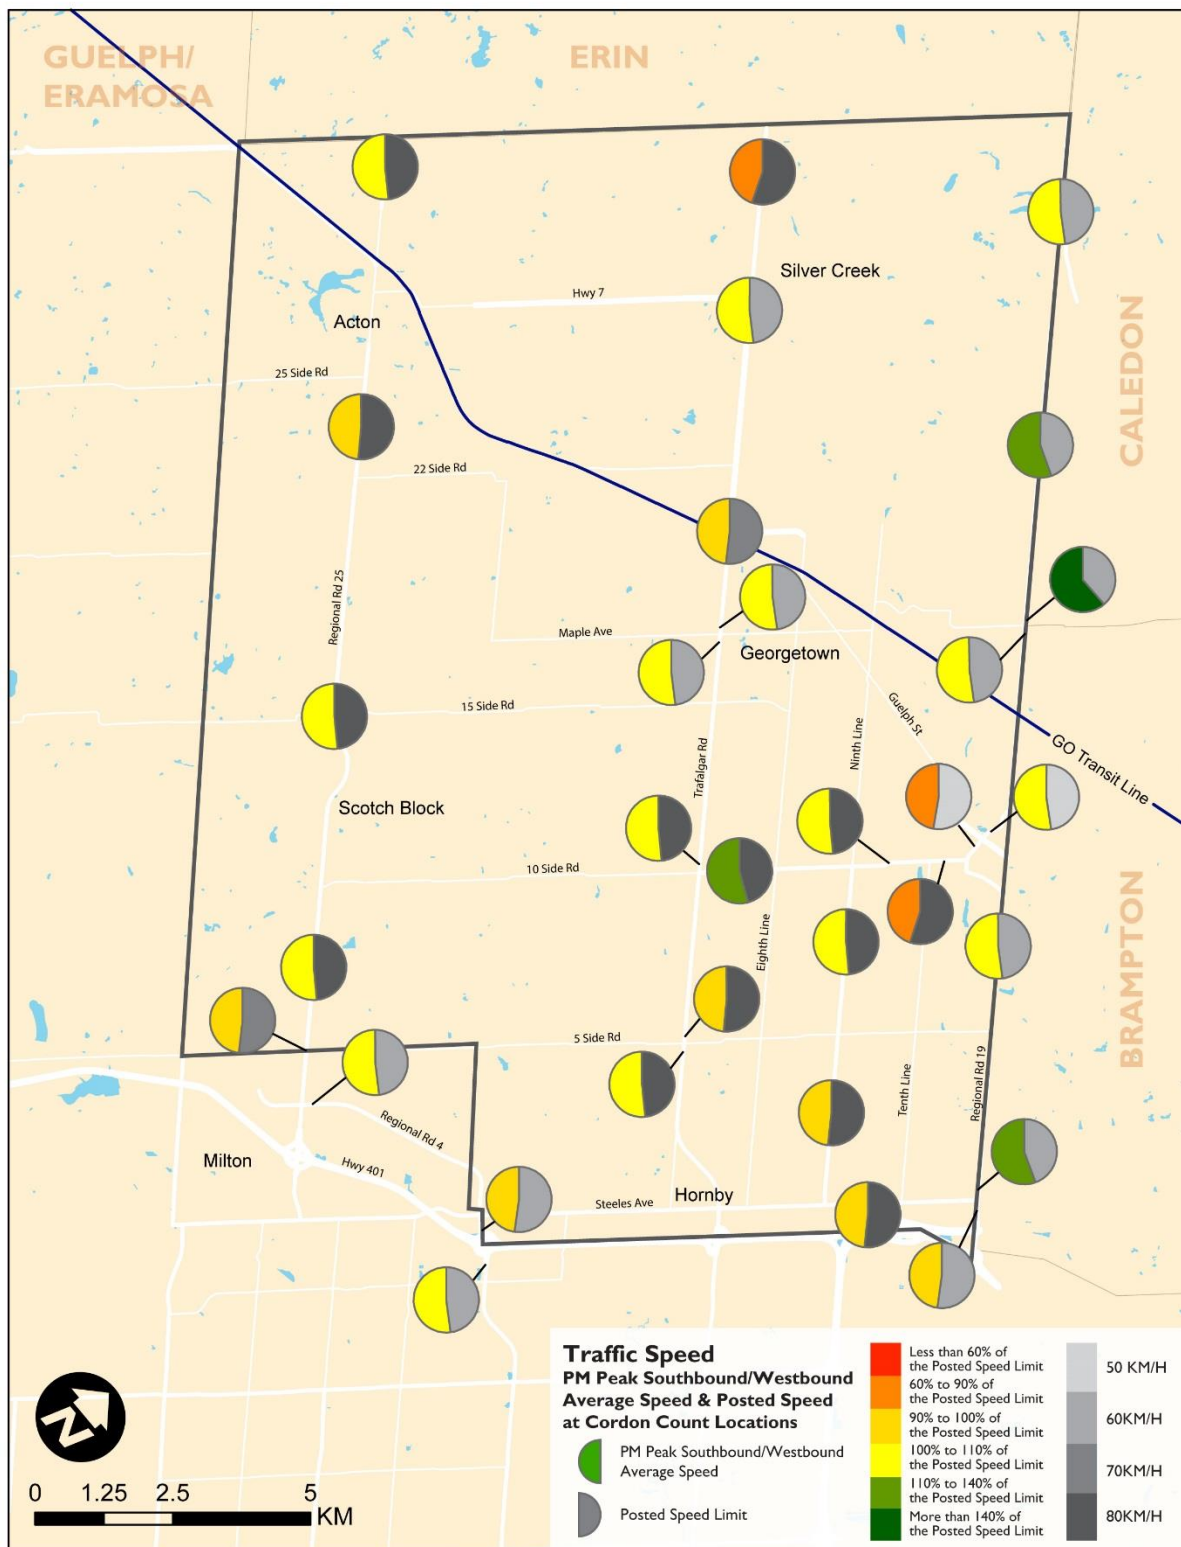 GUELPH/
ERAMOSA
ERIN
Silver Creek
Hwy 7
CALEDON
Acton
25 Side Rd
22 Side Rd
Regional Rd 25
Maple Ave
Georgetown
15 Side Rd
Guelph St
Trafalgar Rd
Ninth Line
GO Transit Line
Scotch Block
10 Side Rd
Eighth Line
BRAMPTON
5 Side Rd
Tenth Line
Regional Rd 19
Regional Rd 4
Milton
Hwy 401
Steeles Ave
Hornby
Traffic Speed
PM Peak Southbound/Westbound
Average Speed & Posted Speed
at Cordon Count Locations
PM Peak Southbound/Westbound
Average Speed
Posted Speed Limit
Less than 60% of
the Posted Speed Limit
60% to 90% of
the Posted Speed Limit
90% to 100% of
the Posted Speed Limit
100% to 110% of
the Posted Speed Limit
110% to 140% of
the Posted Speed Limit
More than 140% of
the Posted Speed Limit
50 KM/H
60KM/H
70KM/H
80KM/H
N
0 1.25 2.5 5
KM